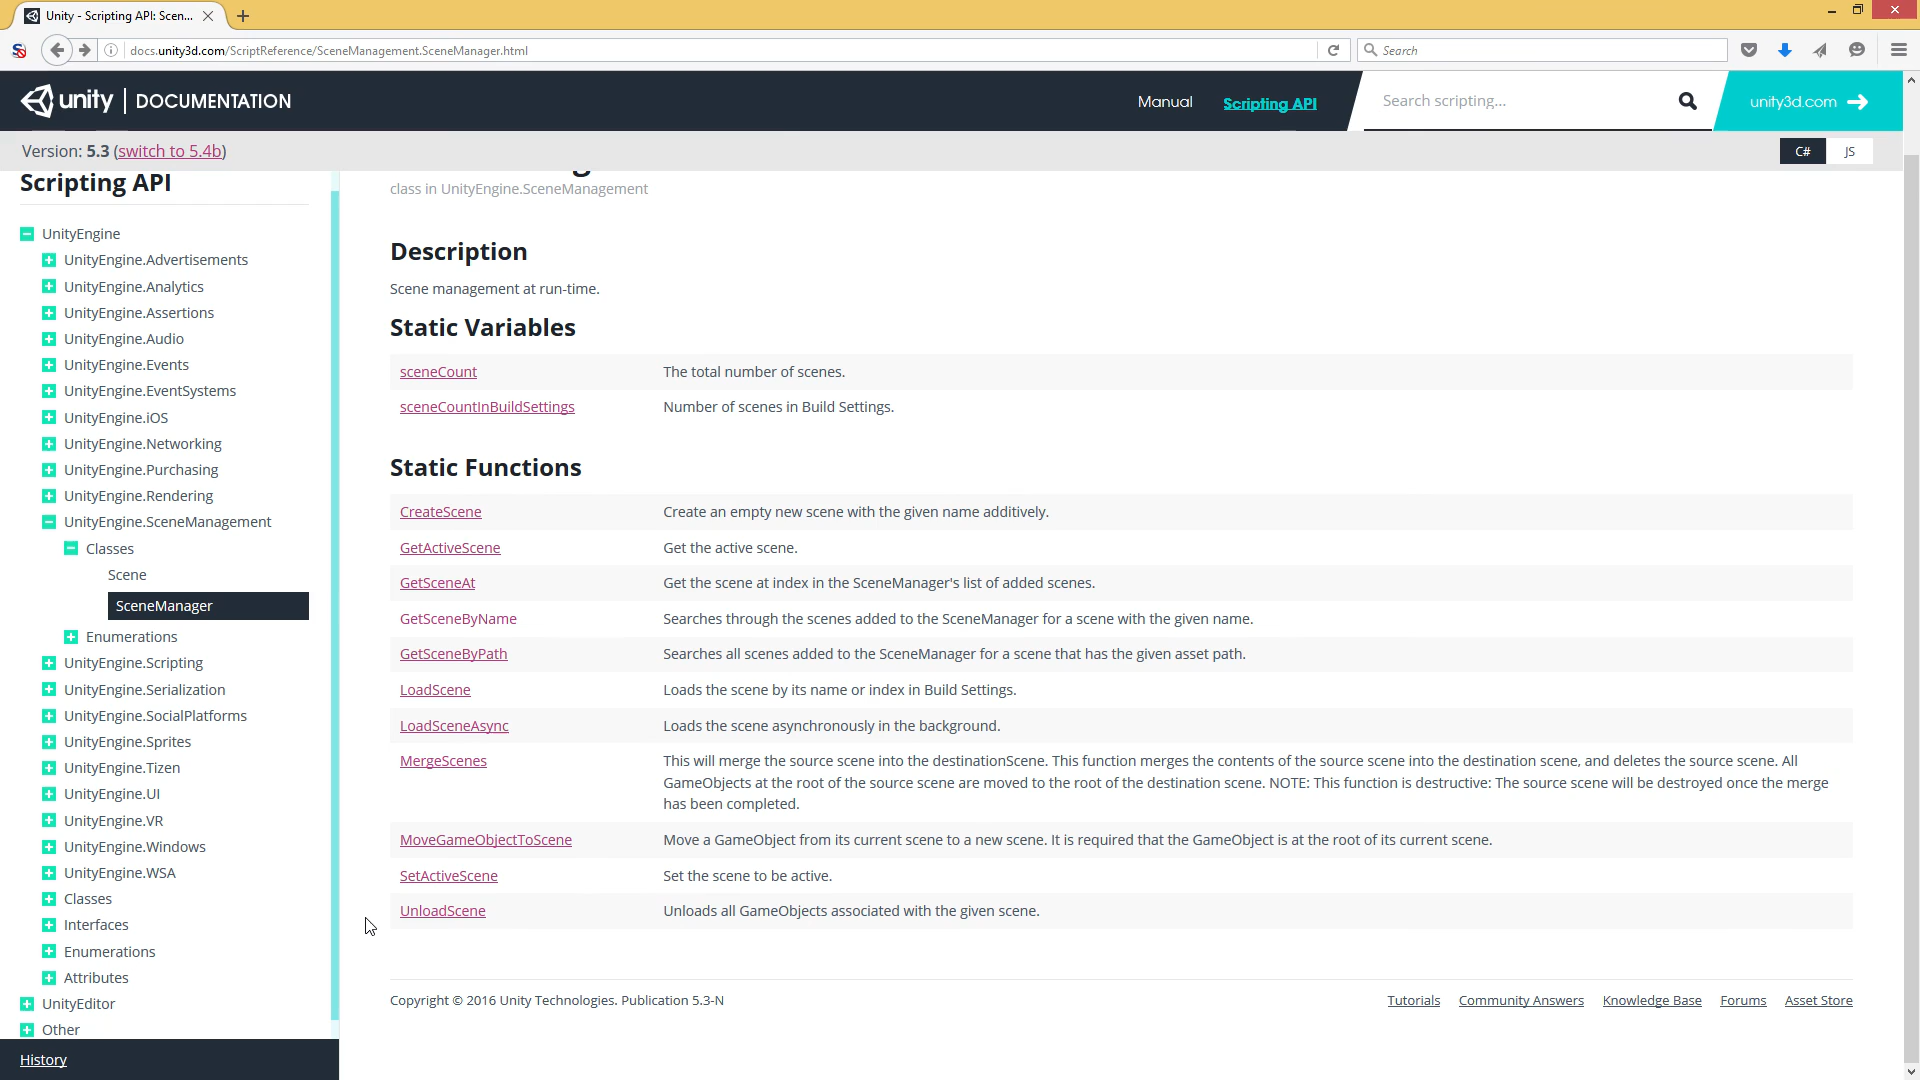 Unity - Scripting API: Scen...
docs.unity3d.com/ScriptReference/SceneManagement.SceneManager.html
Search
unity | DOCUMENTATION
Manual
Scripting API
Search scripting...
unity3d.com
Version: 5.3 (switch to 5.4b)
C#
JS
Scripting API
UnityEngine
UnityEngine.Advertisements
UnityEngine.Analytics
UnityEngine.Assertions
UnityEngine.Audio
UnityEngine.Events
UnityEngine.EventSystems
UnityEngine.iOS
UnityEngine.Networking
UnityEngine.Purchasing
UnityEngine.Rendering
UnityEngine.SceneManagement
Classes
Scene
SceneManager
Enumerations
UnityEngine.Scripting
UnityEngine.Serialization
UnityEngine.SocialPlatforms
UnityEngine.Sprites
UnityEngine.Tizen
UnityEngine.UI
UnityEngine.VR
UnityEngine.Windows
UnityEngine.WSA
Classes
Interfaces
Enumerations
Attributes
UnityEditor
Other
History
class in UnityEngine.SceneManagement
Description
Scene management at run-time.
Static Variables
sceneCount The total number of scenes.
sceneCountInBuildSettings Number of scenes in Build Settings.
Static Functions
CreateScene Create an empty new scene with the given name additively.
GetActiveScene Get the active scene.
GetSceneAt Get the scene at index in the SceneManager's list of added scenes.
GetSceneByName Searches through the scenes added to the SceneManager for a scene with the given name.
GetSceneByPath Searches all scenes added to the SceneManager for a scene that has the given asset path.
LoadScene Loads the scene by its name or index in Build Settings.
LoadSceneAsync Loads the scene asynchronously in the background.
MergeScenes This will merge the source scene into the destinationScene. This function merges the contents of the source scene into the destination scene, and deletes the source scene. All
GameObjects at the root of the source scene are moved to the root of the destination scene. NOTE: This function is destructive: The source scene will be destroyed once the merge
has been completed.
MoveGameObjectToScene Move a GameObject from its current scene to a new scene. It is required that the GameObject is at the root of its current scene.
SetActiveScene Set the scene to be active.
UnloadScene Unloads all GameObjects associated with the given scene.
Copyright © 2016 Unity Technologies. Publication 5.3-N
Tutorials Community Answers Knowledge Base Forums Asset Store